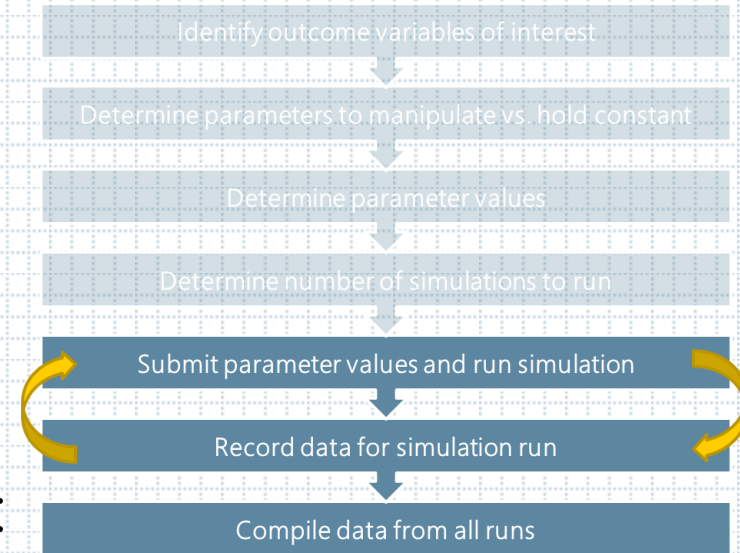 Identify outcome variables of interest
Determine parameters to manipulate vs. hold constant
Determine parameter values
Determine number of simulations to run
Submit parameter values and run simulation
Record data for simulation run
Compile data from all runs